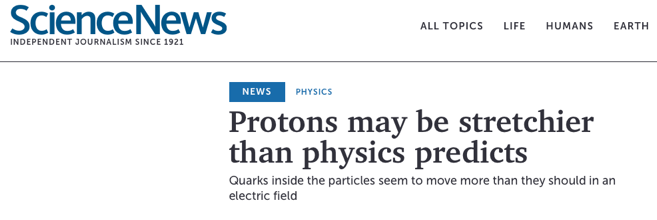 ScienceNews
INDEPENDENT JOURNALISM SINCE 1921
ALL TOPICS LIFE HUMANS EARTH
NEWS PHYSICS
Protons may be stretchier
than physics predicts
Quarks inside the particles seem to move more than they should in an
electric field